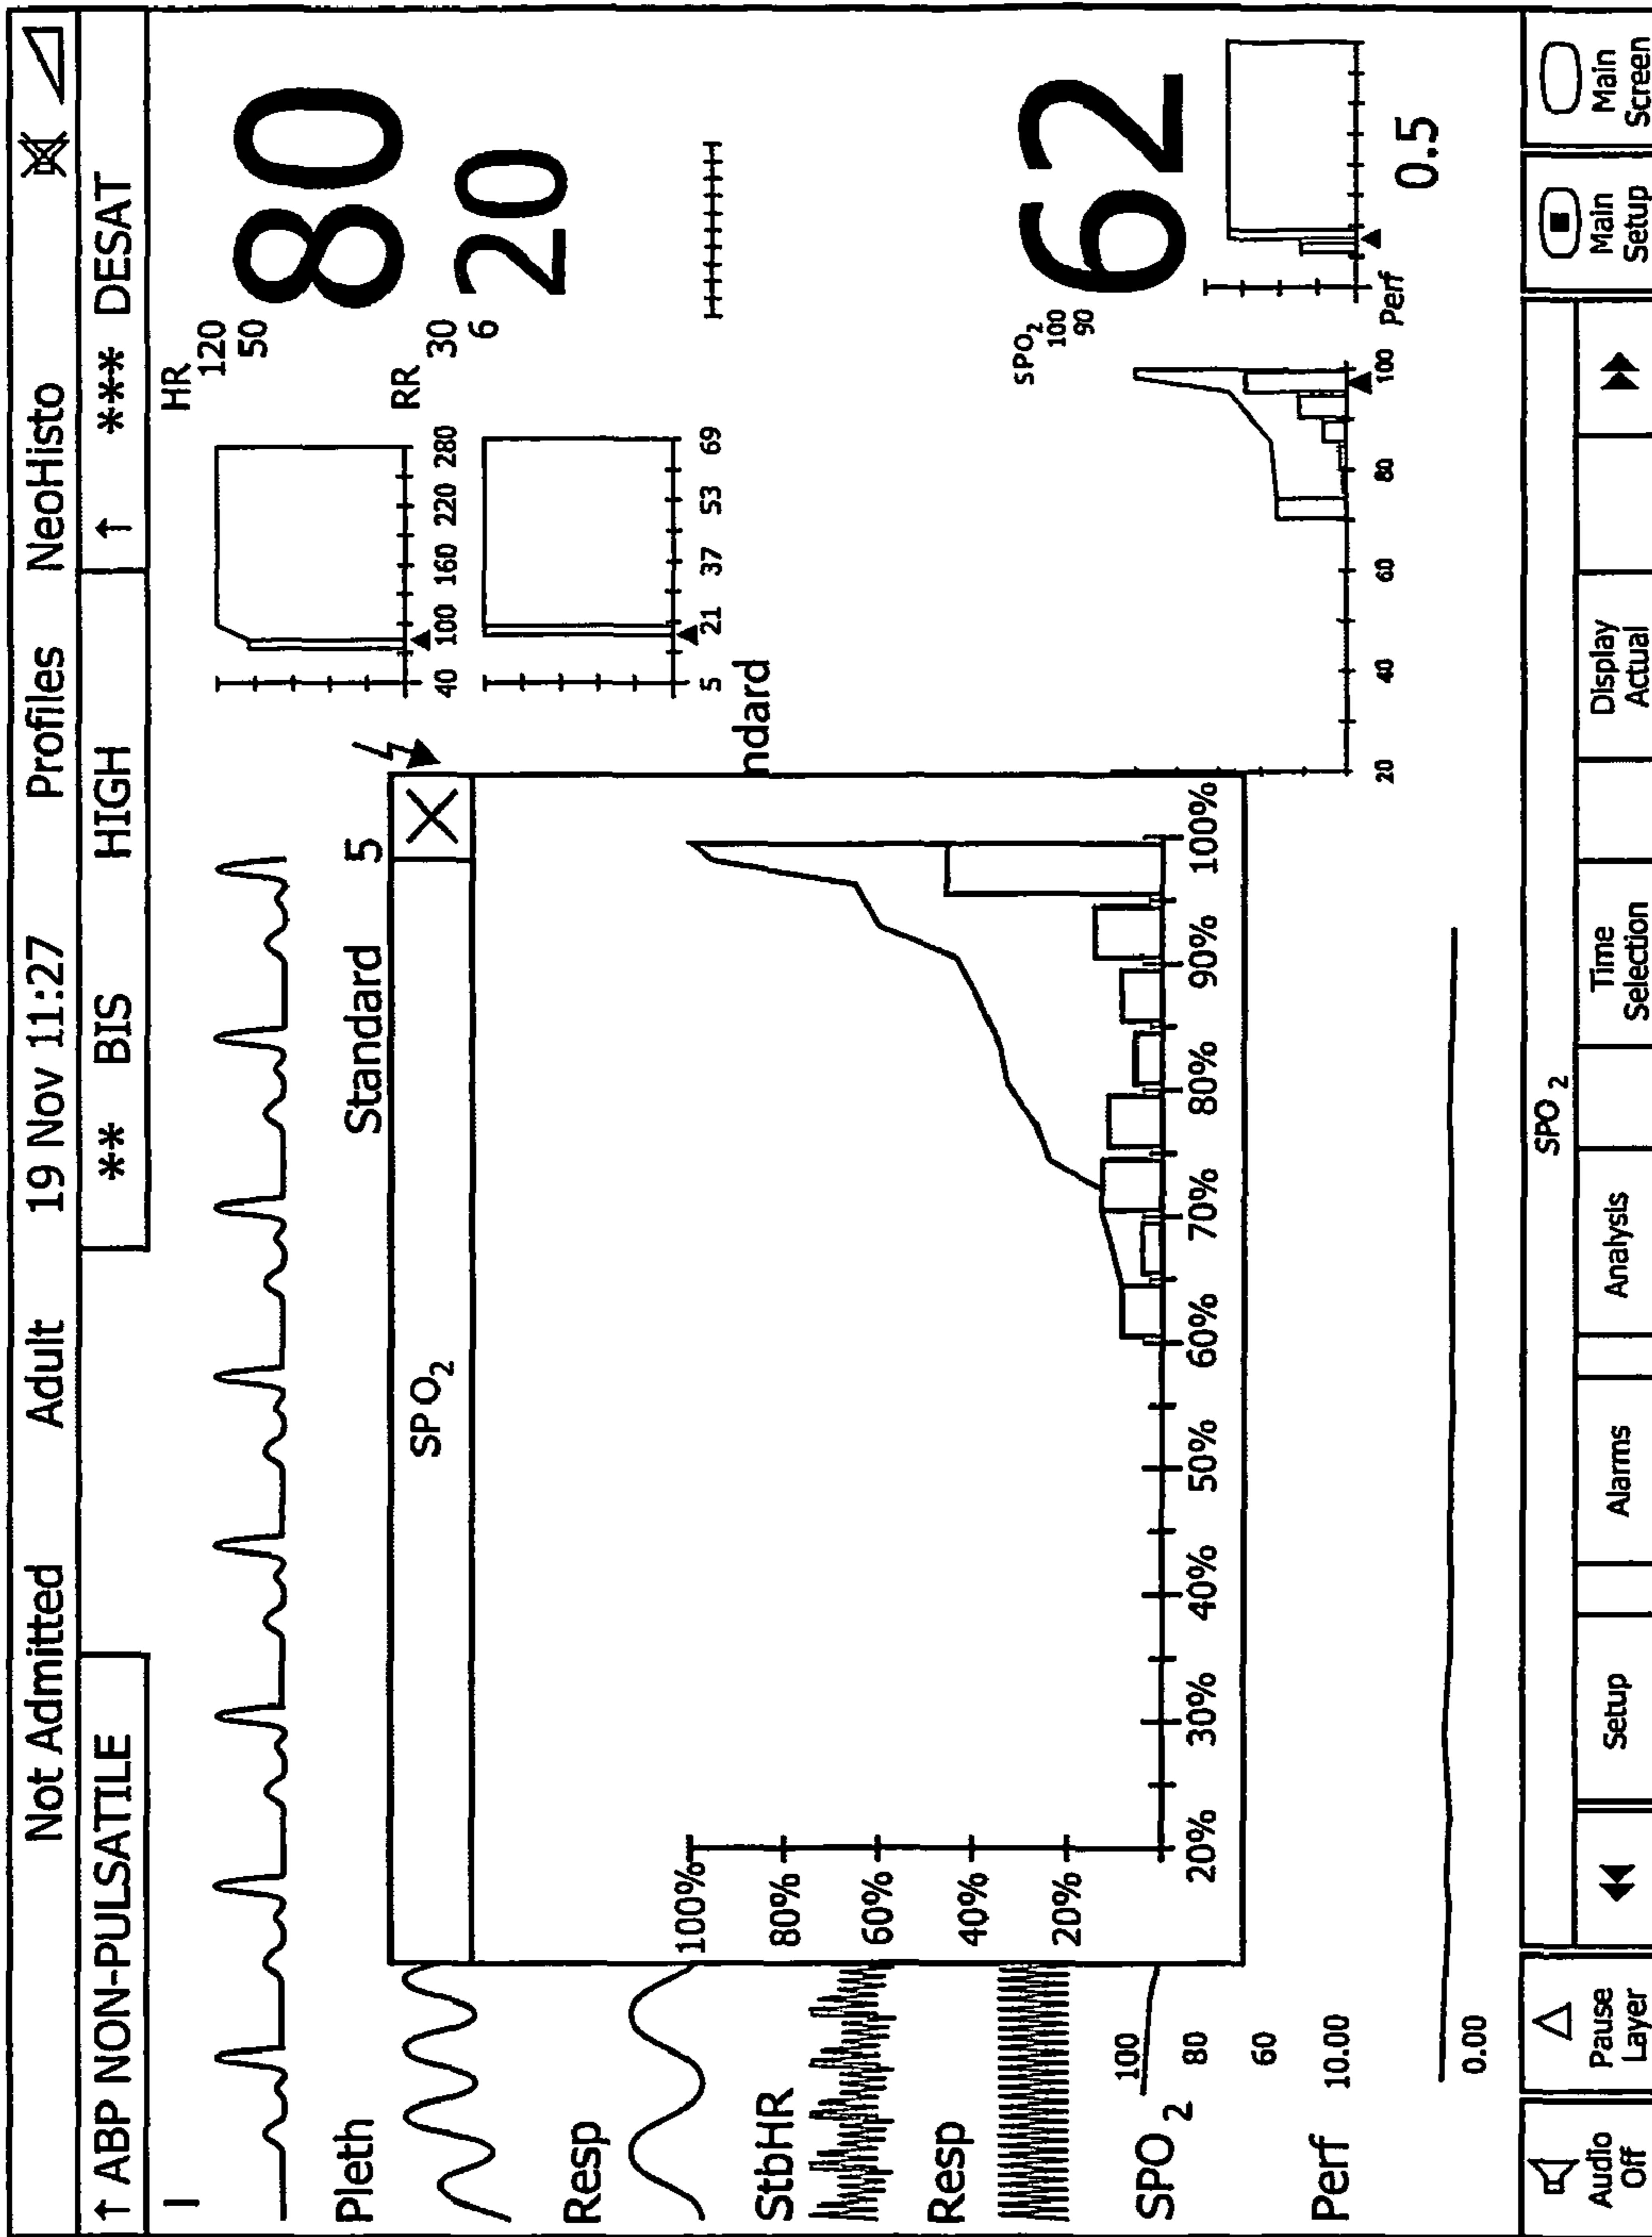 Not Admitted Adult 19 Nov 11:27 Profiles NeoHisto
↑ ABP NON-PULSATILE ** BIS HIGH ↑ *** DESAT
I
HR
120
50
80
40 100 160 220 280
Standard 5
Pleth
RR
30
6
20
5 21 37 53 69
SPO2
100%
80%
60%
40%
20%
20% 30% 40% 50% 60% 70% 80% 90% 100%
Resp
ndard
StbHR
Resp
SPO2
100
80
60
SPO2
100
90
62
20 40 60 80 100
Perf
10.00
0.00
Perf
0.5
SPO2
Audio Off
Pause Layer
Setup
Alarms
Analysis
Time Selection
Display Actual
Main Setup
Main Screen